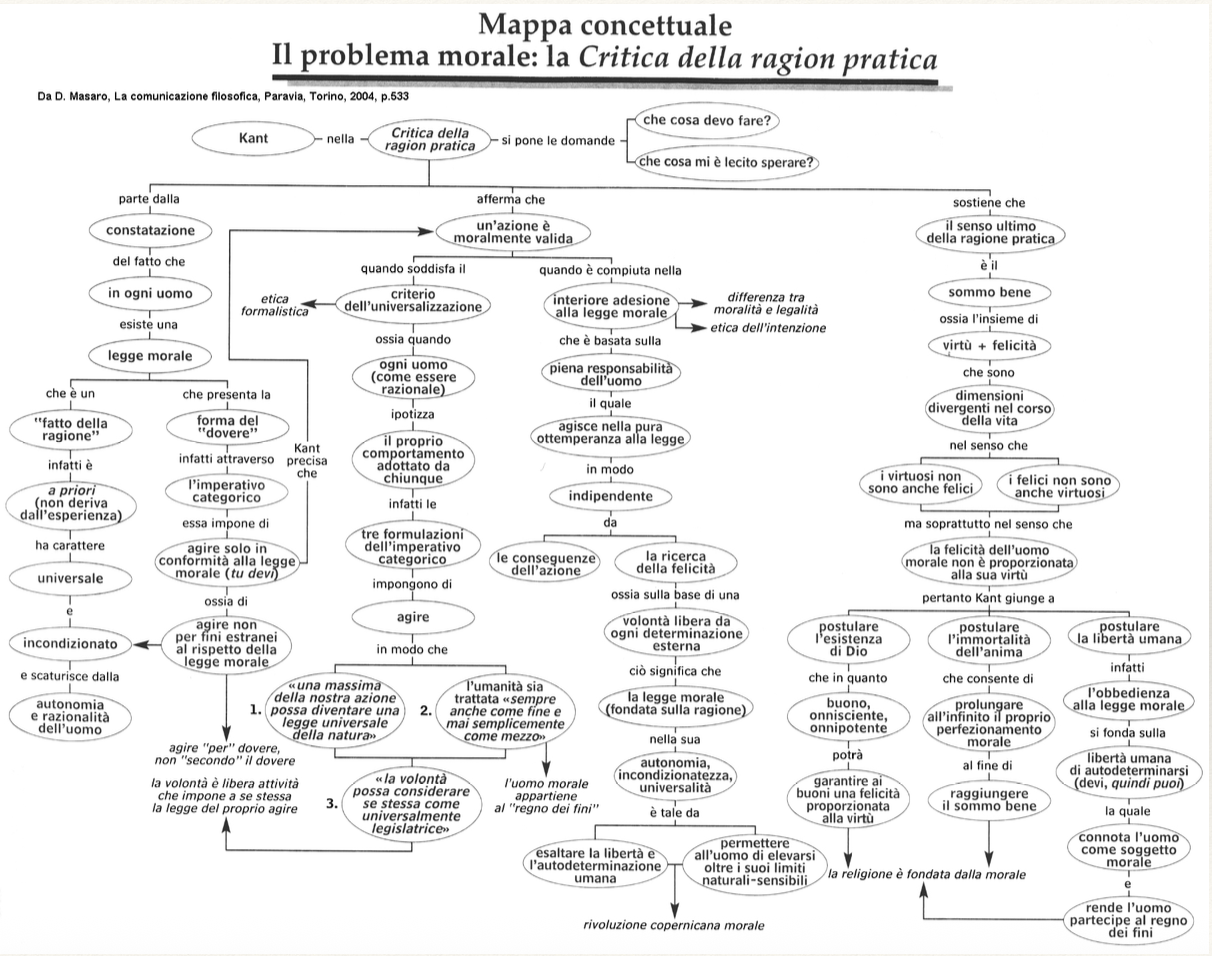 Mappa concettuale
Il problema morale: la Critica della ragion pratica
Da D. Masaro, La comunicazione filosofica, Paravia, Torino, 2004, p.533
Kant
nella
Critica della
ragion pratica
si pone le domande
che cosa devo fare?
che cosa mi è lecito sperare?
parte dalla
constatazione
del fatto che
in ogni uomo
esiste una
legge morale
che è un
"fatto della
ragione"
infatti è
a priori
(non deriva
dall'esperienza)
ha carattere
universale
e
incondizionato
e scaturisce dalla
autonomia
e razionalità
dell'uomo
che presenta la
forma del
"dovere"
infatti attraverso
l'imperativo
categorico
essa impone di
agire solo in
conformità alla legge
morale (tu devi)
ossia di
agire non
per fini estranei
al rispetto della
legge morale
agire "per" dovere,
non "secondo" il dovere
la volontà è libera attività
che impone a se stessa
la legge del proprio agire
Kant
precisa
che
afferma che
un'azione è
moralmente valida
quando soddisfa il
criterio
dell'universalizzazione
etica
formalistica
ossia quando
ogni uomo
(come essere
razionale)
ipotizza
il proprio
comportamento
adottato da
chiunque
infatti le
tre formulazioni
dell'imperativo
categorico
impongono di
agire
in modo che
1.
«una massima
della nostra azione
possa diventare una
legge universale
della natura»
2.
l'umanità sia
trattata «sempre
anche come fine e
mai semplicemente
come mezzo»
3.
«la volontà
possa considerare
se stessa come
universalmente
legislatrice»
l'uomo morale
appartiene
al "regno dei fini"
quando è compiuta nella
interiore adesione
alla legge morale
differenza tra
moralità e legalità
etica dell'intenzione
che è basata sulla
piena responsabilità
dell'uomo
il quale
agisce nella pura
ottemperanza alla legge
in modo
indipendente
da
le conseguenze
dell'azione
la ricerca
della felicità
ossia sulla base di una
volontà libera da
ogni determinazione
esterna
ciò significa che
la legge morale
(fondata sulla ragione)
nella sua
autonomia,
incondizionatezza,
universalità
è tale da
esaltare la libertà e
l'autodeterminazione
umana
permettere
all'uomo di elevarsi
oltre i suoi limiti
naturali-sensibili
rivoluzione copernicana morale
sostiene che
il senso ultimo
della ragione pratica
è il
sommo bene
ossia l'insieme di
virtù + felicità
che sono
dimensioni
divergenti nel corso
della vita
nel senso che
i virtuosi non
sono anche felici
i felici non sono
anche virtuosi
ma soprattutto nel senso che
la felicità dell'uomo
morale non è proporzionata
alla sua virtù
pertanto Kant giunge a
postulare
l'esistenza
di Dio
che in quanto
buono,
onnisciente,
onnipotente
potrà
garantire ai
buoni una felicità
proporzionata
alla virtù
postulare
l'immortalità
dell'anima
che consente di
prolungare
all'infinito il proprio
perfezionamento
morale
al fine di
raggiungere
il sommo bene
la religione è fondata dalla morale
postulare
la libertà umana
infatti
l'obbedienza
alla legge morale
si fonda sulla
libertà umana
di autodeterminarsi
(devi, quindi puoi)
la quale
connota l'uomo
come soggetto
morale
e
rende l'uomo
partecipe al regno
dei fini